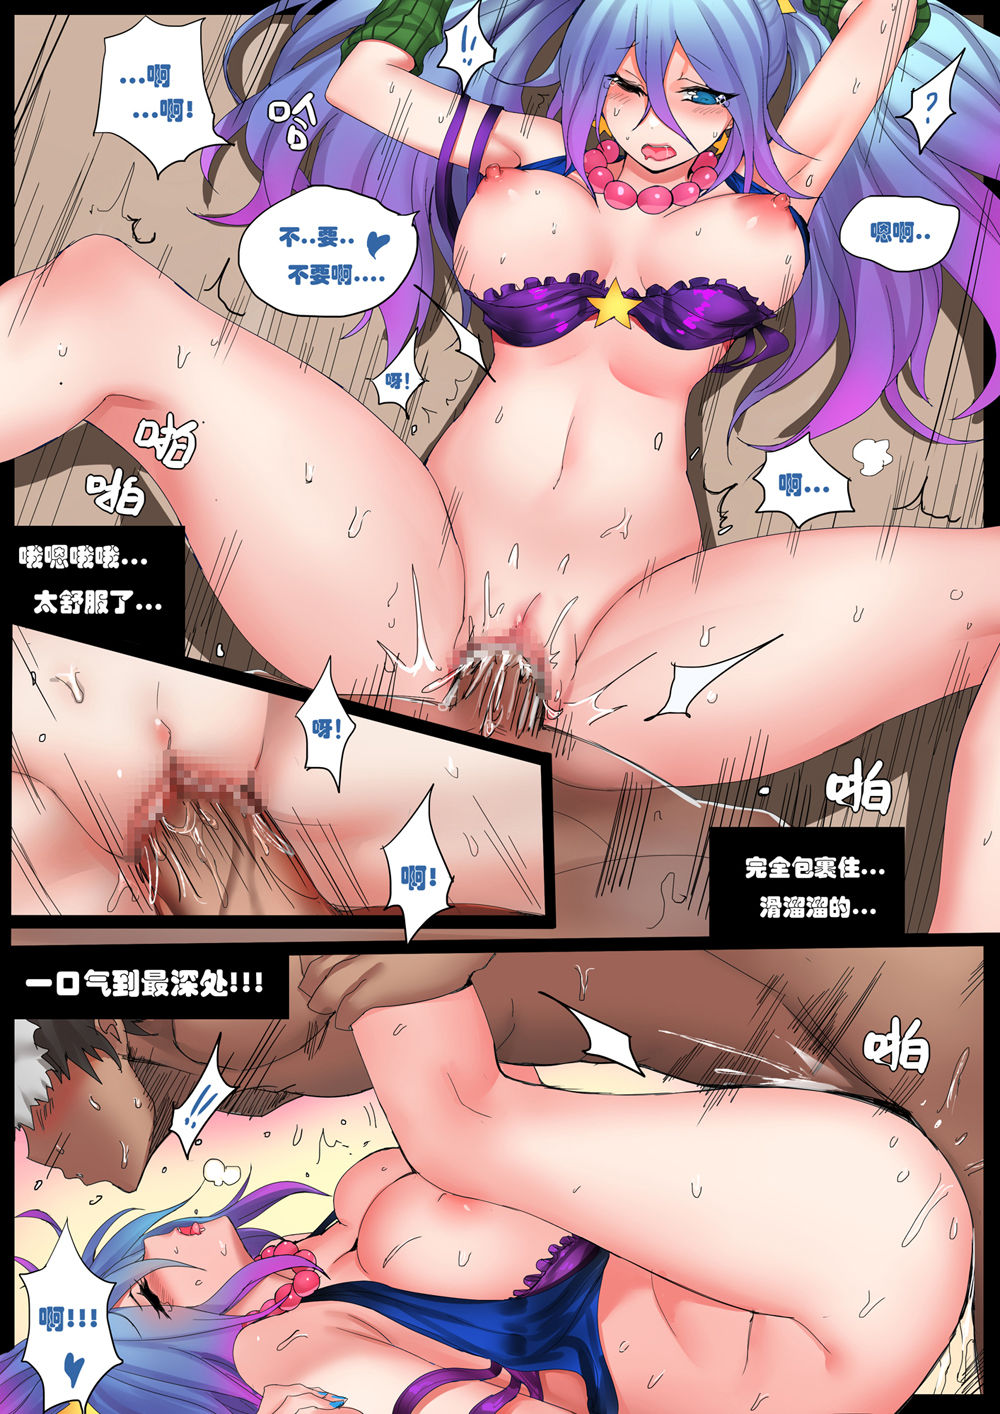 …啊
…啊!
!!
?
吟
不..要..
不要啊....
嗯啊..
呀!
啪
啪
啊...
哦嗯哦哦...
太舒服了...
呀!
啊!
啪
完全包裹住...
滑溜溜的...
一口气到最深处!!!
啪
!!
啊!!!